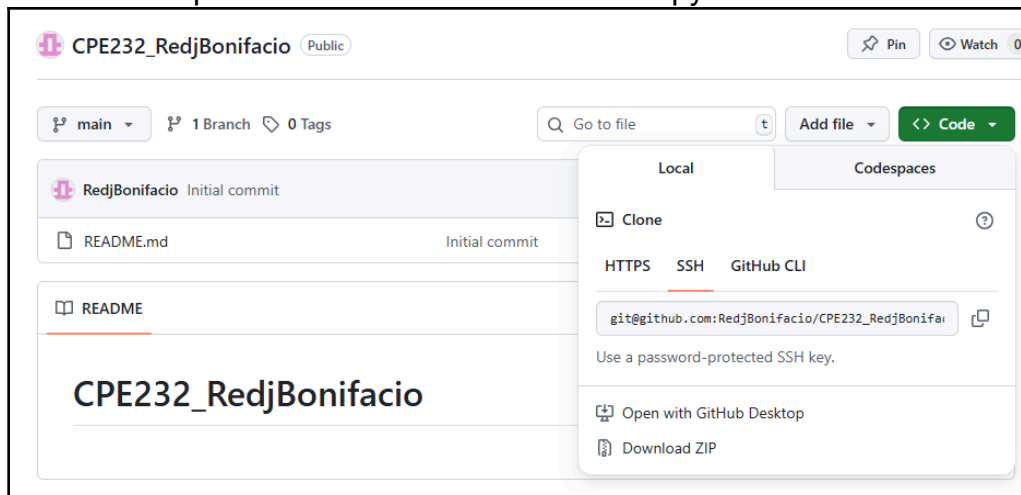 CPE232_RedjBonifacio Public
Pin
Watch 0
main
1 Branch
0 Tags
Go to file
t
Add file
<> Code
Local
Codespaces
RedjBonifacio Initial commit
Clone
README.md
Initial commit
HTTPS SSH GitHub CLI
README
git@github.com:RedjBonifacio/CPE232_RedjBonifac
Use a password-protected SSH key.
CPE232_RedjBonifacio
Open with GitHub Desktop
Download ZIP